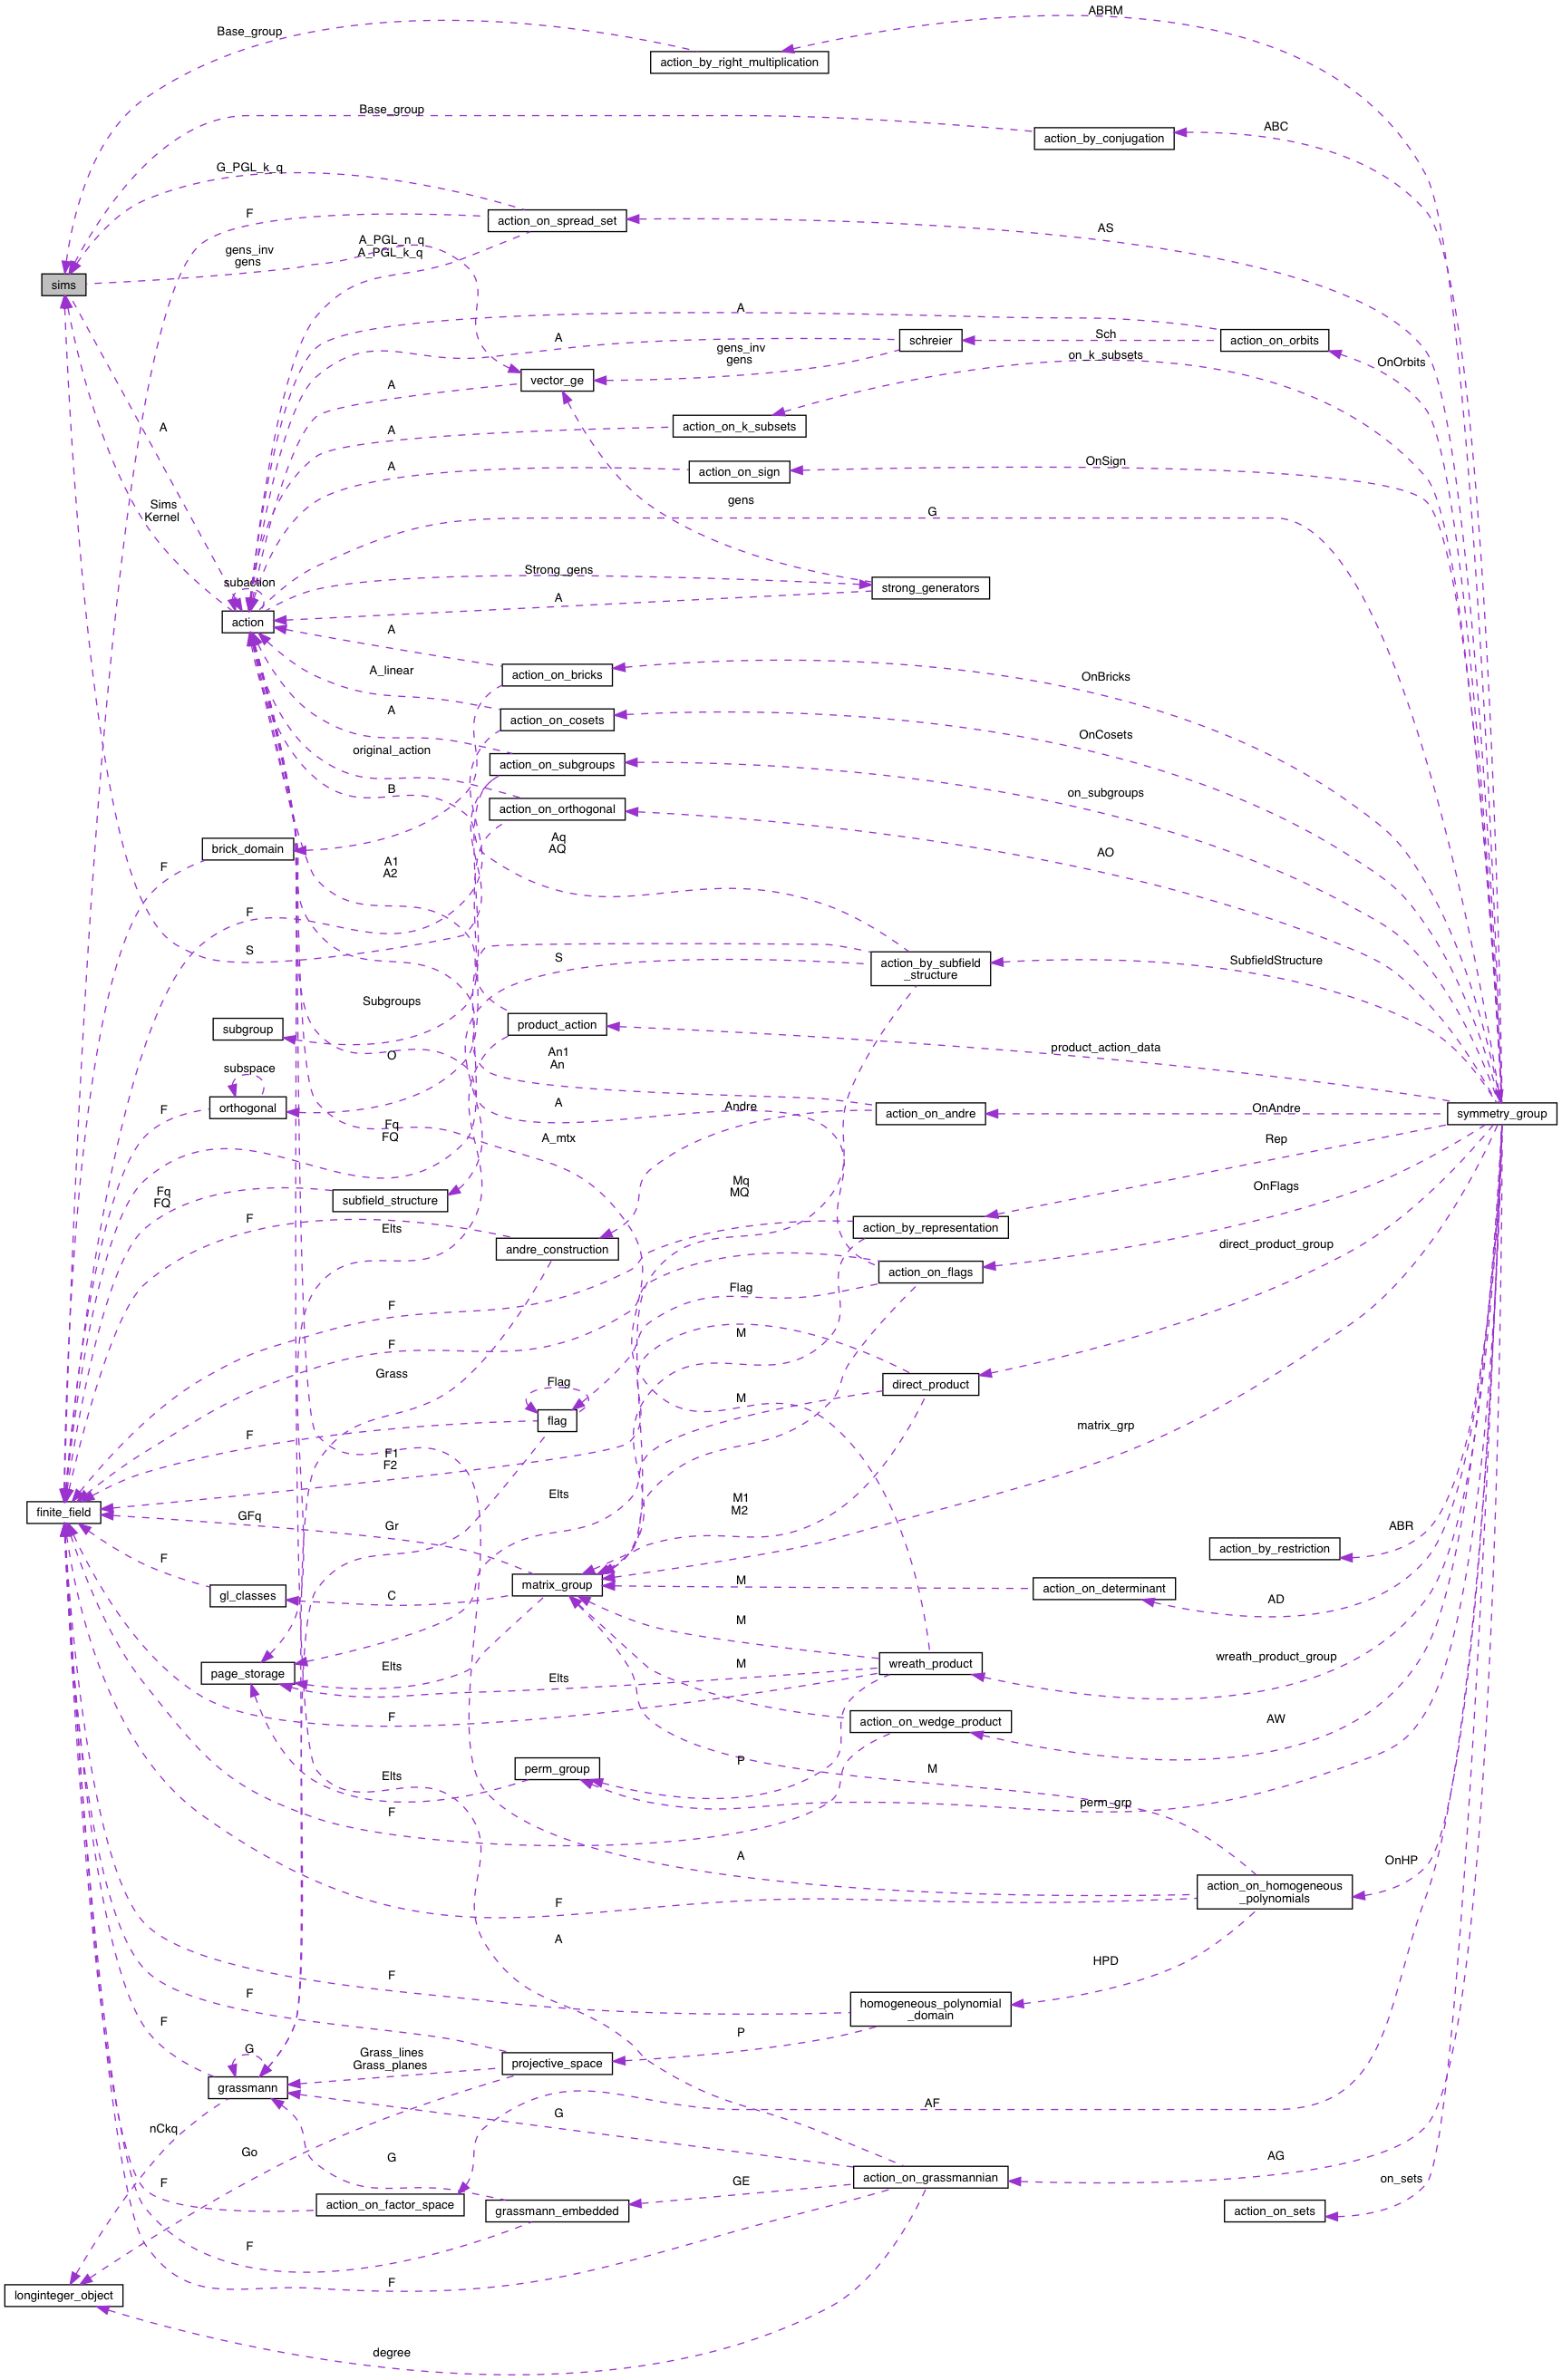 ABRM
Base_group
action_by_right_multiplication
Base_group
ABC
action_by_conjugation
G_PGL_k_q
F
action_on_spread_set
AS
A_PGL_n_q
A_PGL_k_q
gens_inv
gens
sims
A
schreier
Sch
action_on_orbits
A
gens_inv
gens
on_k_subsets
OnOrbits
vector_ge
A
A
action_on_k_subsets
A
action_on_sign
OnSign
Sims
Kernel
gens
G
subaction
Strong_gens
strong_generators
A
action
A
A_linear
action_on_bricks
OnBricks
A
action_on_cosets
OnCosets
original_action
action_on_subgroups
B
on_subgroups
action_on_orthogonal
Aq
AQ
AO
brick_domain
F
A1
A2
F
S
S
action_by_subfield
_structure
SubfieldStructure
Subgroups
subgroup
product_action
product_action_data
O
An1
An
subspace
orthogonal
F
A
Andre
action_on_andre
OnAndre
symmetry_group
Fq
FQ
A_mtx
Rep
Fq
FQ
subfield_structure
Mq
MQ
OnFlags
F
Elts
andre_construction
action_by_representation
direct_product_group
action_on_flags
F
Flag
F
M
Grass
Flag
direct_product
M
flag
F
matrix_grp
F1
F2
Elts
M1
M2
finite_field
GFq
Gr
ABR
action_by_restriction
F
gl_classes
C
matrix_group
M
action_on_determinant
AD
M
page_storage
Elts
Elts
M
wreath_product
wreath_product_group
F
action_on_wedge_product
AW
perm_group
P
M
Elts
perm_grp
F
A
OnHP
action_on_homogeneous
_polynomials
F
A
HPD
F
F
homogeneous_polynomial
_domain
F
G
Grass_lines
Grass_planes
projective_space
P
grassmann
nCkq
G
AF
Go
G
AG
action_on_grassmannian
GE
on_sets
F
action_on_factor_space
grassmann_embedded
action_on_sets
F
F
longinteger_object
degree